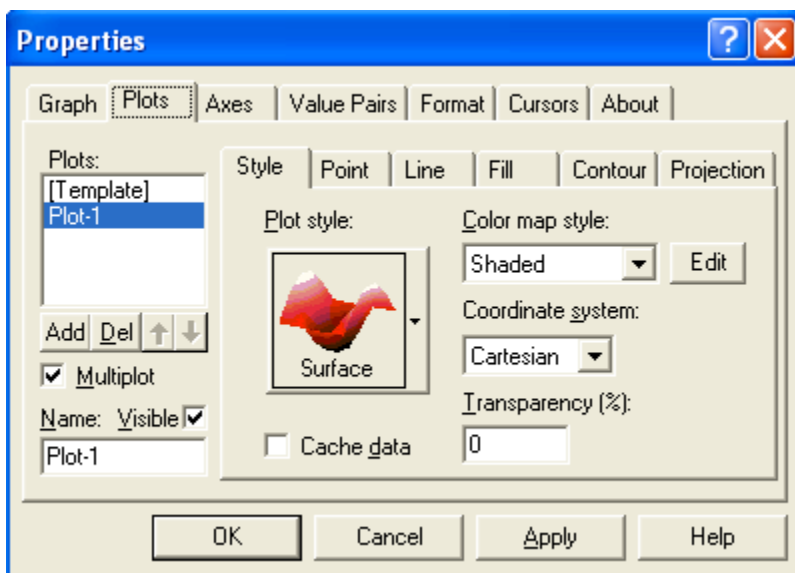 Properties
Graph Plots Axes Value Pairs Format Cursors About
Plots:
[Template]
Plot-1
Add Del
Multiplot
Name: Visible
Plot-1
Style Point Line Fill Contour Projection
Plot style:
Surface
Cache data
Color map style:
Shaded
Edit
Coordinate system:
Cartesian
Transparency (%):
0
OK Cancel Apply Help